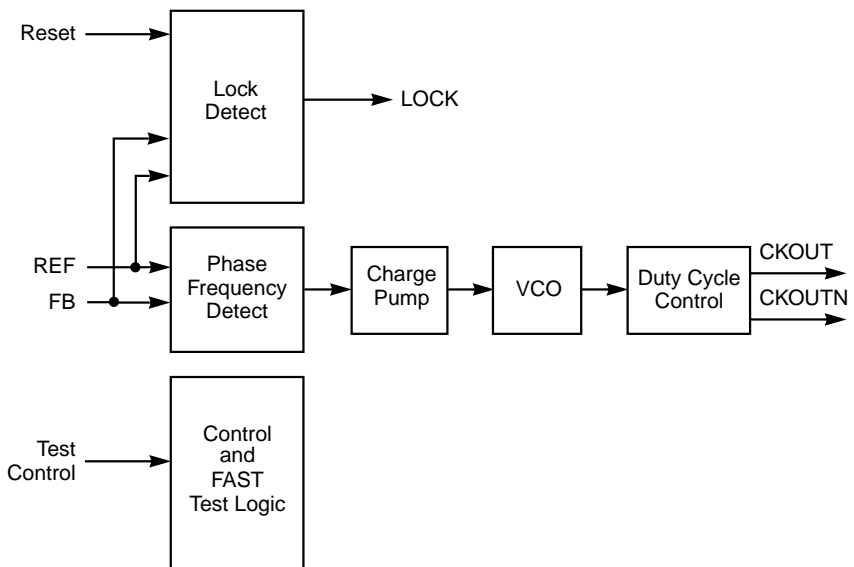 Reset
Lock
Detect
LOCK
REF
FB
Phase
Frequency
Detect
Charge
Pump
VCO
Duty Cycle
Control
CKOUT
CKOUTN
Test
Control
Control
and
FAST
Test Logic